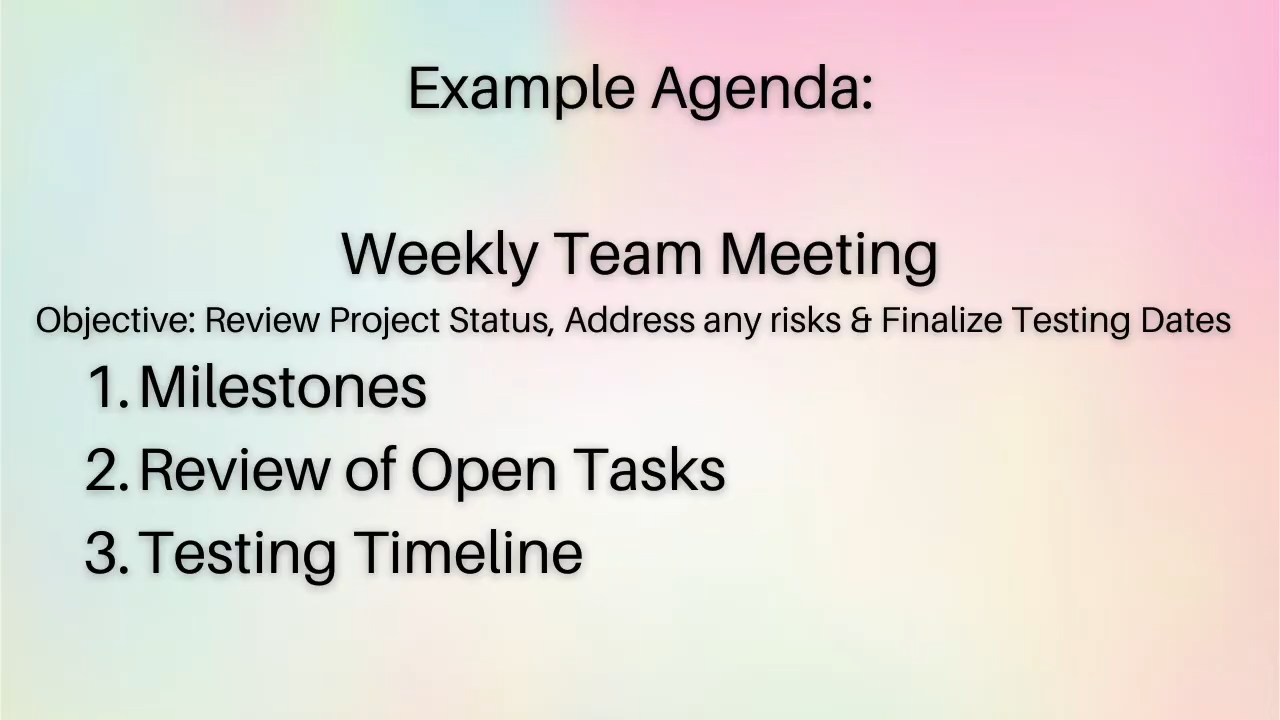 Example Agenda:
Weekly Team Meeting
Objective: Review Project Status, Address any risks & Finalize Testing Dates
1. Milestones
2. Review of Open Tasks
3. Testing Timeline